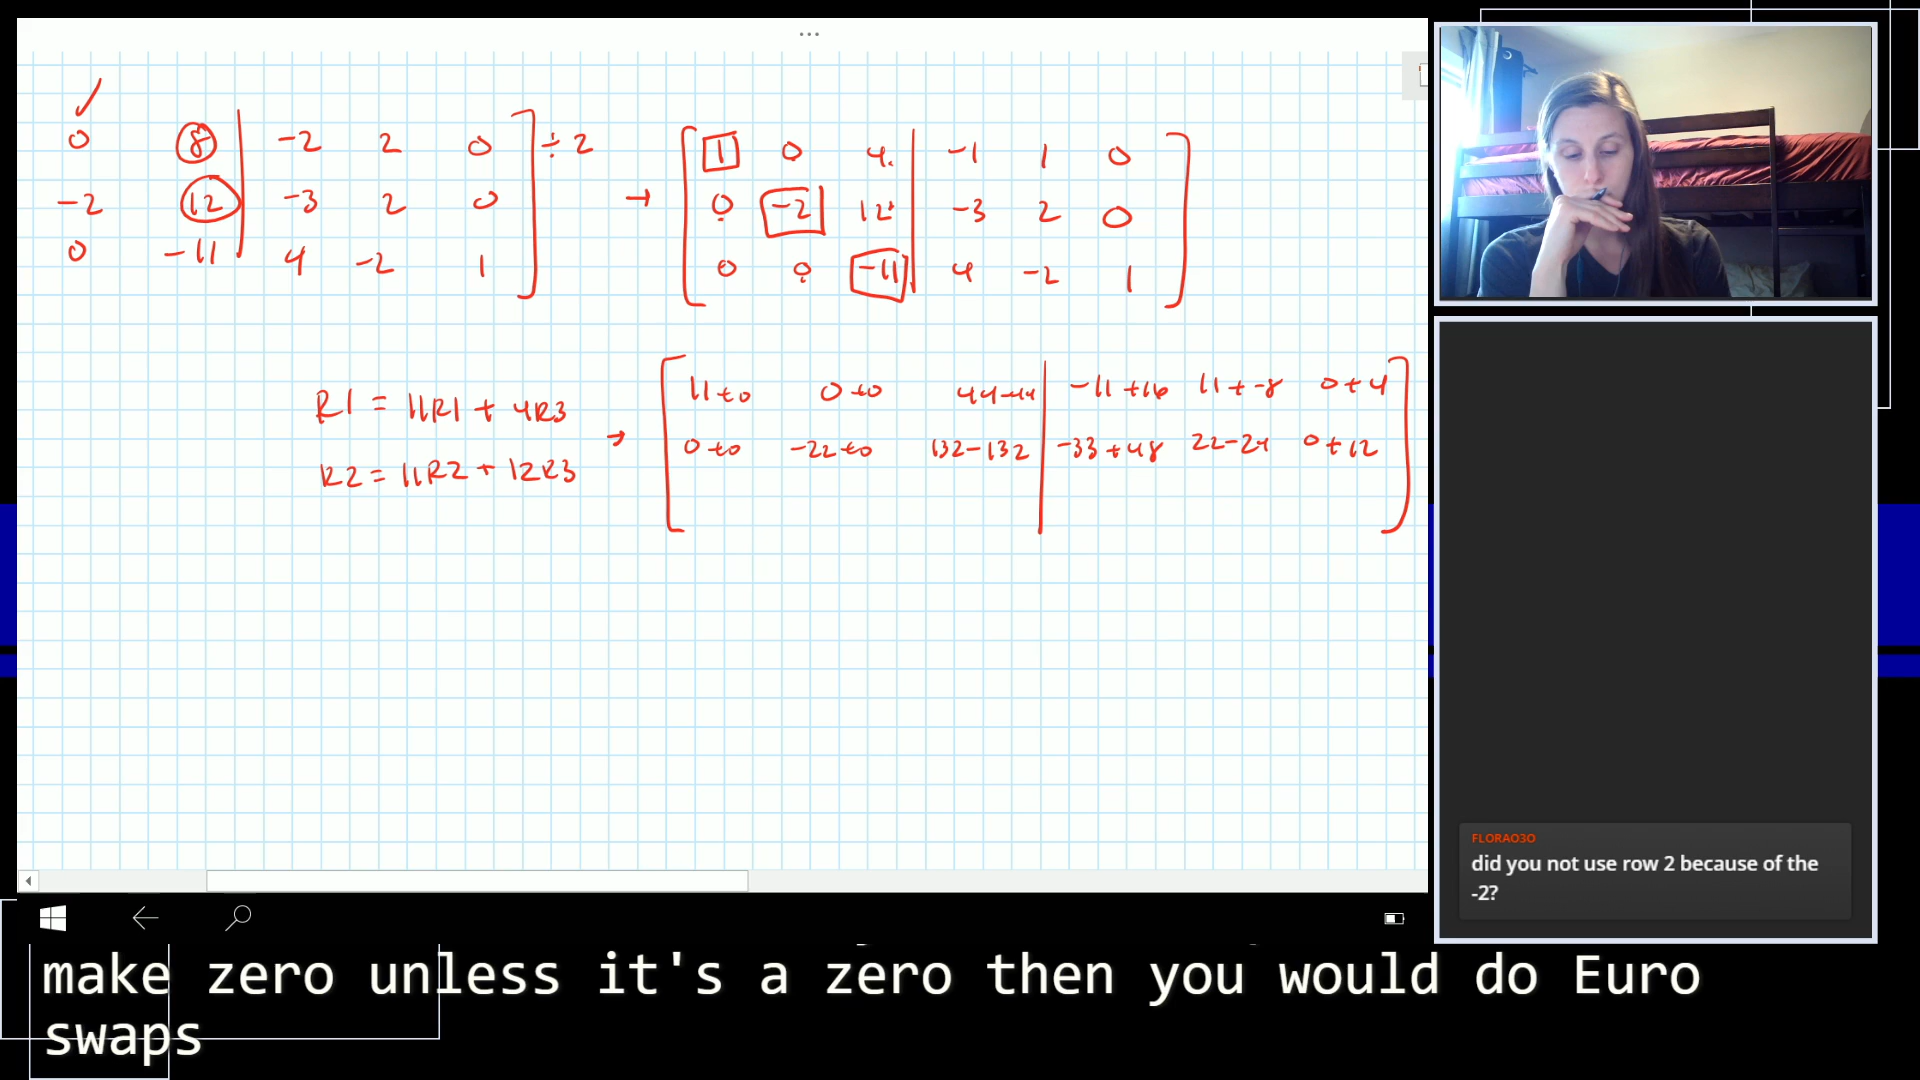 ✓
0 8 | -2 2 0 ] ÷ 2
-2 12 | -3 2 0
0 -11 | 4 -2 1
→ [ 1 0 4 | -1 1 0 ]
0 -2 12 | -3 2 0
0 0 -11 | 4 -2 1
R1 = 11R1 + 4R3
R2 = 11R2 + 12R3
→ [ 11+0 0+0 44-44 | -11+16 11+-8 0+4 ]
0+0 -22+0 132-132 | -33+48 22-24 0+12
FLORAO3O
did you not use row 2 because of the
-2?
make zero unless it's a zero then you would do Euro
swaps